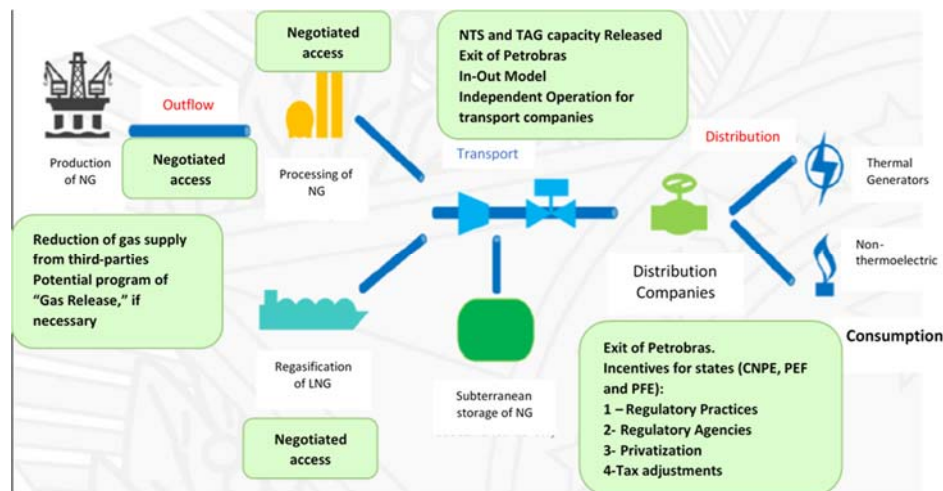 Negotiated
access
NTS and TAG capacity Released
Exit of Petrobras
In-Out Model
Independent Operation for
transport companies
Outflow
Negotiated
access
Production
of NG
Processing of
NG
Transport
Distribution
Thermal
Generators
Reduction of gas supply
from third-parties
Potential program of
“Gas Release,” if
necessary
Non-
thermoelectric
Distribution
Companies
Consumption
Regasification
of LNG
Subterranean
storage of NG
Negotiated
access
Exit of Petrobras.
Incentives for states (CNPE, PEF
and PFE):
1 – Regulatory Practices
2- Regulatory Agencies
3- Privatization
4-Tax adjustments